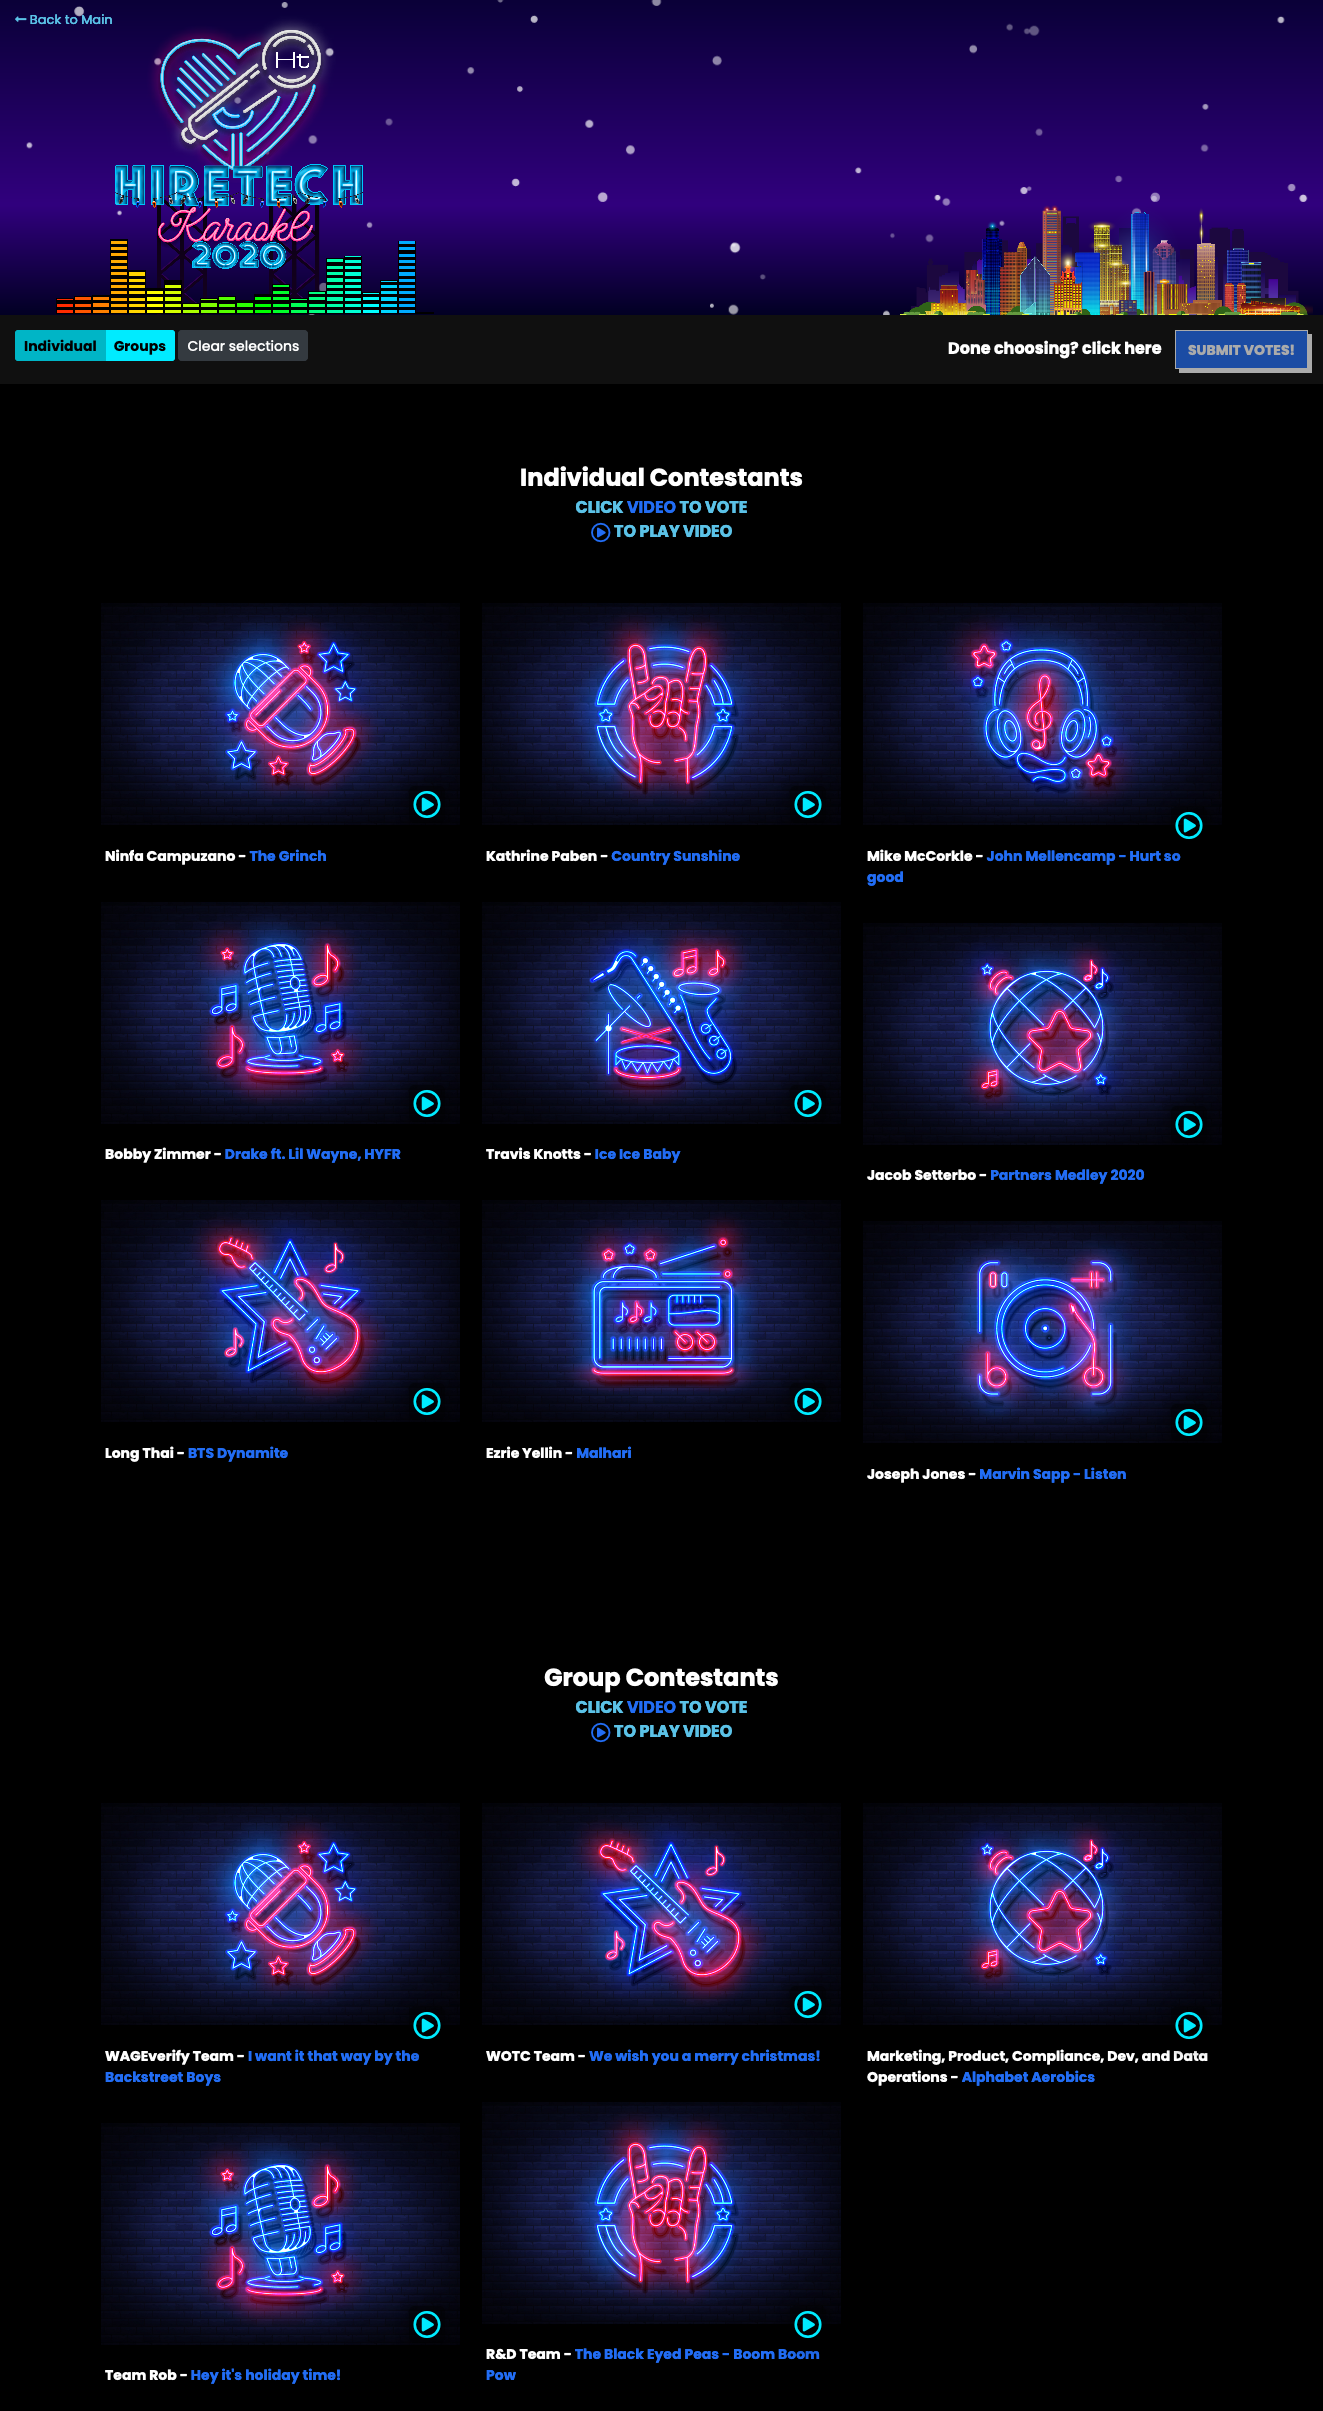 ← Back to Main
Ht
HIRETECH
Karaoke
2020
Individual Groups Clear selections
Done choosing? click here SUBMIT VOTES!
Individual Contestants
CLICK VIDEO TO VOTE
TO PLAY VIDEO
Ninfa Campuzano - The Grinch
Kathrine Paben - Country Sunshine
Mike McCorkle - John Mellencamp - Hurt so
good
Bobby Zimmer - Drake ft. Lil Wayne, HYFR
Travis Knotts - Ice Ice Baby
Jacob Setterbo - Partners Medley 2020
Long Thai - BTS Dynamite
Ezrie Yellin - Malhari
Joseph Jones - Marvin Sapp - Listen
Group Contestants
CLICK VIDEO TO VOTE
TO PLAY VIDEO
WAGEverify Team - I want it that way by the
Backstreet Boys
WOTC Team - We wish you a merry christmas!
Marketing, Product, Compliance, Dev, and Data
Operations - Alphabet Aerobics
Team Rob - Hey it's holiday time!
R&D Team - The Black Eyed Peas - Boom Boom
Pow